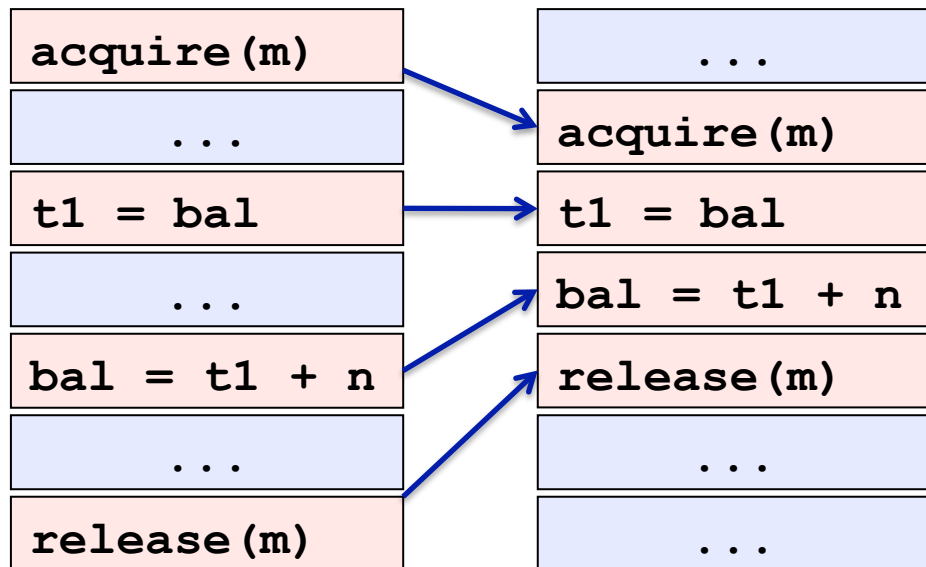 acquire(m)
...
t1 = bal
...
bal = t1 + n
...
release(m)
...
acquire(m)
t1 = bal
bal = t1 + n
release(m)
...
...